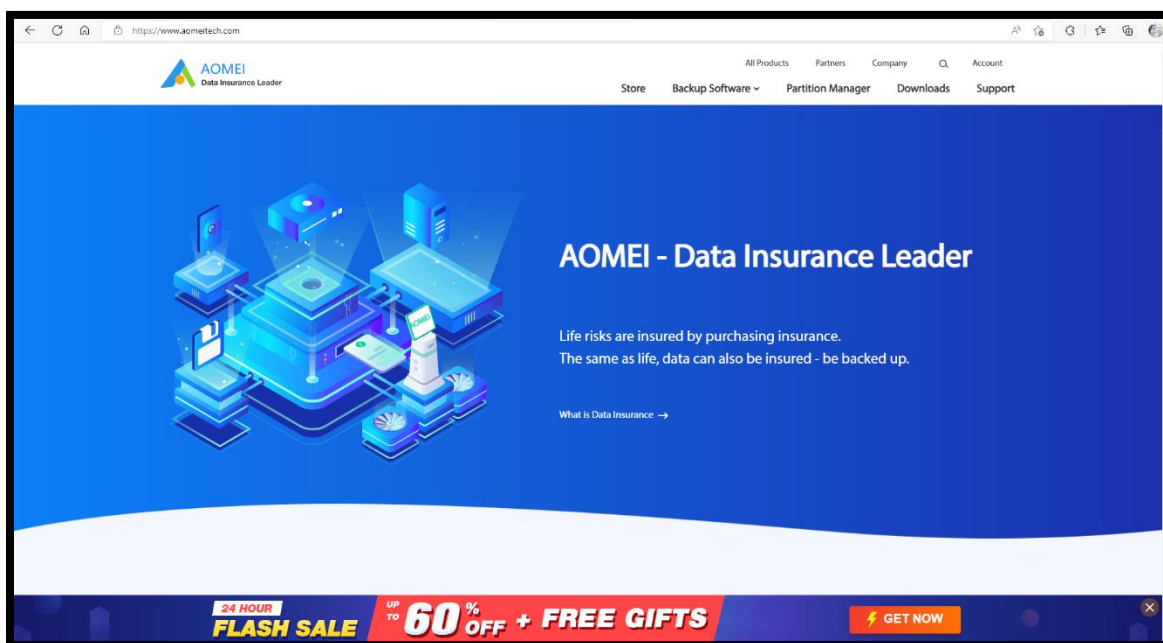 https://www.aomeitech.com
AOMEI
Data Insurance Leader
All Products Partners Company Account
Store Backup Software Partition Manager Downloads Support
AOMEI
AOMEI - Data Insurance Leader
Life risks are insured by purchasing insurance.
The same as life, data can also be insured - be backed up.
What is Data Insurance →
24 HOUR
FLASH SALE
UP TO 60% OFF + FREE GIFTS
GET NOW